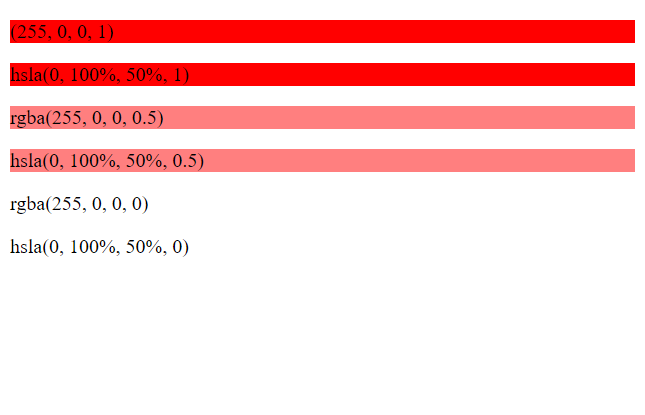 (255, 0, 0, 1)
hsla(0, 100%, 50%, 1)
rgba(255, 0, 0, 0.5)
hsla(0, 100%, 50%, 0.5)
rgba(255, 0, 0, 0)
hsla(0, 100%, 50%, 0)